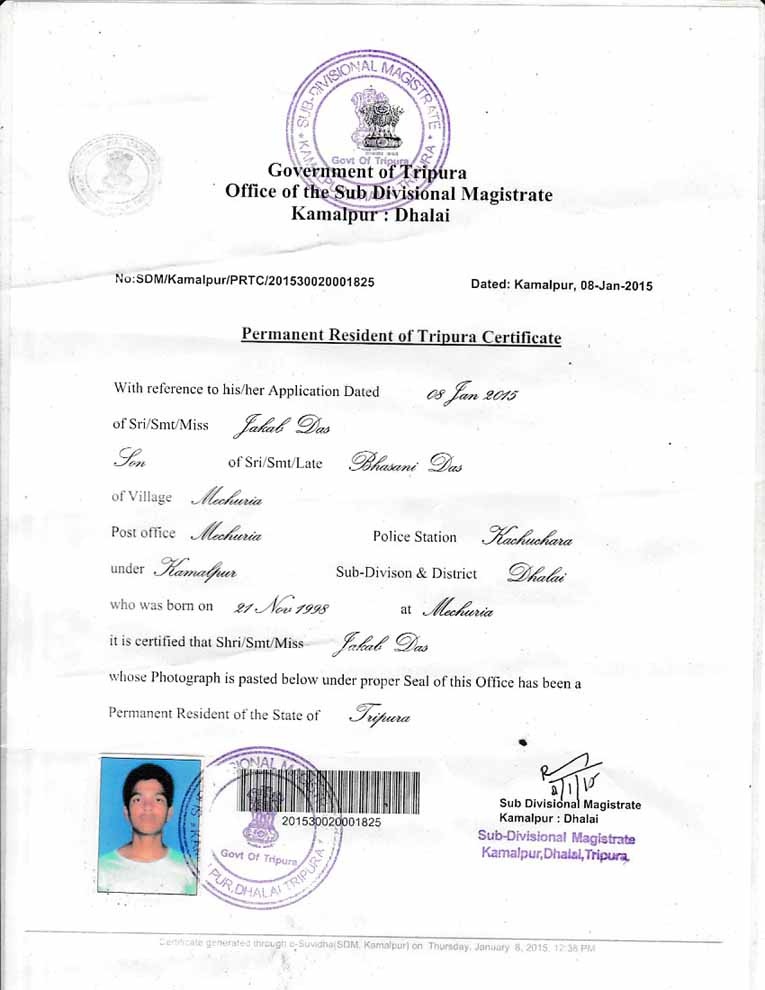 SUB-DIVISIONAL MAGISTRATE
Govt Of Tripura
Government of Tripura
Office of the Sub Divisional Magistrate
Kamalpur : Dhalai
No:SDM/Kamalpur/PRTC/201530020001825 Dated: Kamalpur, 08-Jan-2015
Permanent Resident of Tripura Certificate
With reference to his/her Application Dated 08 Jan 2015
of Sri/Smt/Miss Jakab Das
Son of Sri/Smt/Late Bhasani Das
of Village Mechuria
Post office Mechuria Police Station Kachuchara
under Kamalpur Sub-Divison & District Dhalai
who was born on 21 Nov 1998 at Mechuria
it is certified that Shri/Smt/Miss Jakab Das
whose Photograph is pasted below under proper Seal of this Office has been a
Permanent Resident of the State of Tripura
201530020001825
Govt Of Tripura
PUR, DHALAI TRIPURA
8/1/15
Sub Divisional Magistrate
Kamalpur : Dhalai
Sub-Divisional Magistrate
Kamalpur,Dhalai,Tripura.
Certificate generated through e-Suvidha(SDM, Kamalpur) on Thursday, January 8, 2015, 12:36 PM